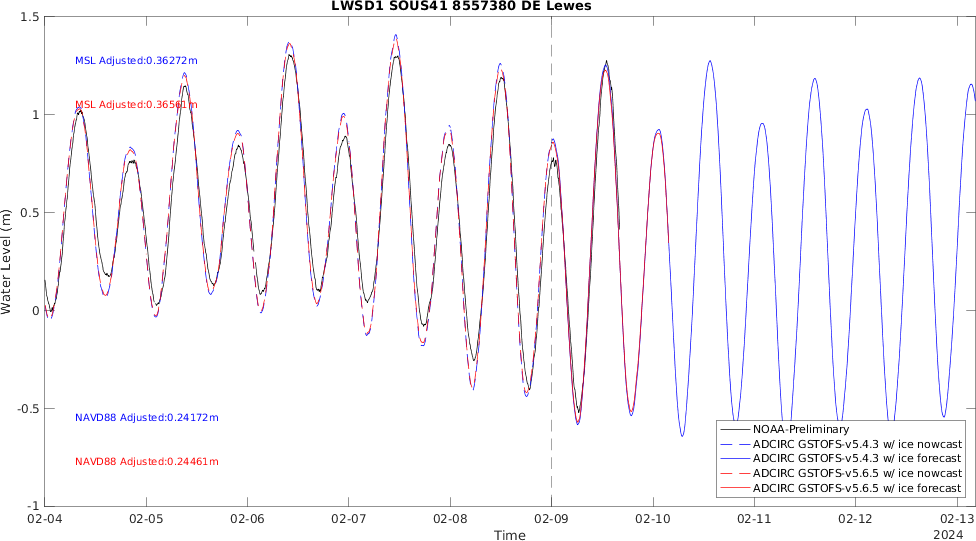 LWSD1 SOUS41 8557380 DE Lewes
1.5
MSL Adjusted:0.36272m
MSL Adjusted:0.36561m
1
0.5
Water Level (m)
0
-0.5
NAVD88 Adjusted:0.24172m
NAVD88 Adjusted:0.24461m
-1
NOAA-Preliminary
ADCIRC GSTOFS-v5.4.3 w/ ice nowcast
ADCIRC GSTOFS-v5.4.3 w/ ice forecast
ADCIRC GSTOFS-v5.6.5 w/ ice nowcast
ADCIRC GSTOFS-v5.6.5 w/ ice forecast
02-04 02-05 02-06 02-07 02-08 02-09 02-10 02-11 02-12 02-13
Time
2024